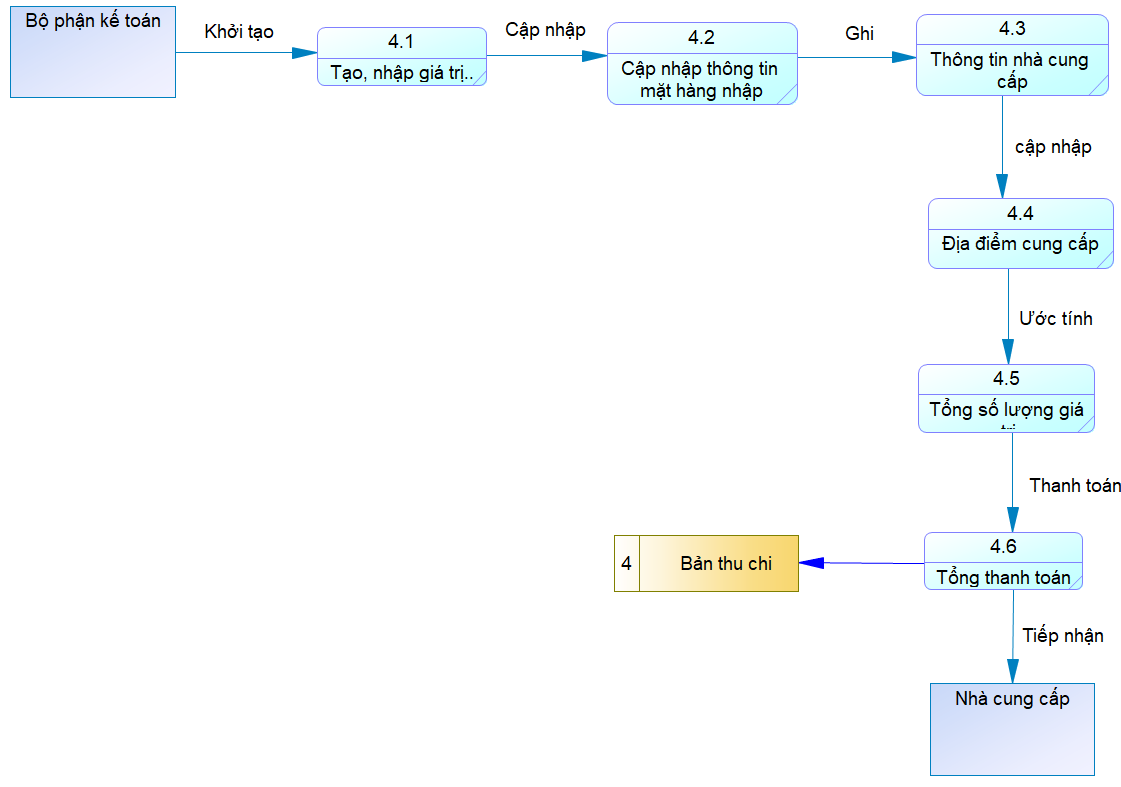 Bộ phận kế toán
Khởi tạo
4.1
Tạo, nhập giá trị..
Cập nhập
4.2
Cập nhập thông tin
mặt hàng nhập
Ghi
4.3
Thông tin nhà cung
cấp
cập nhập
4.4
Địa điểm cung cấp
Ước tính
4.5
Tổng số lượng giá
Thanh toán
4.6
Tổng thanh toán
4
Bản thu chi
Tiếp nhận
Nhà cung cấp